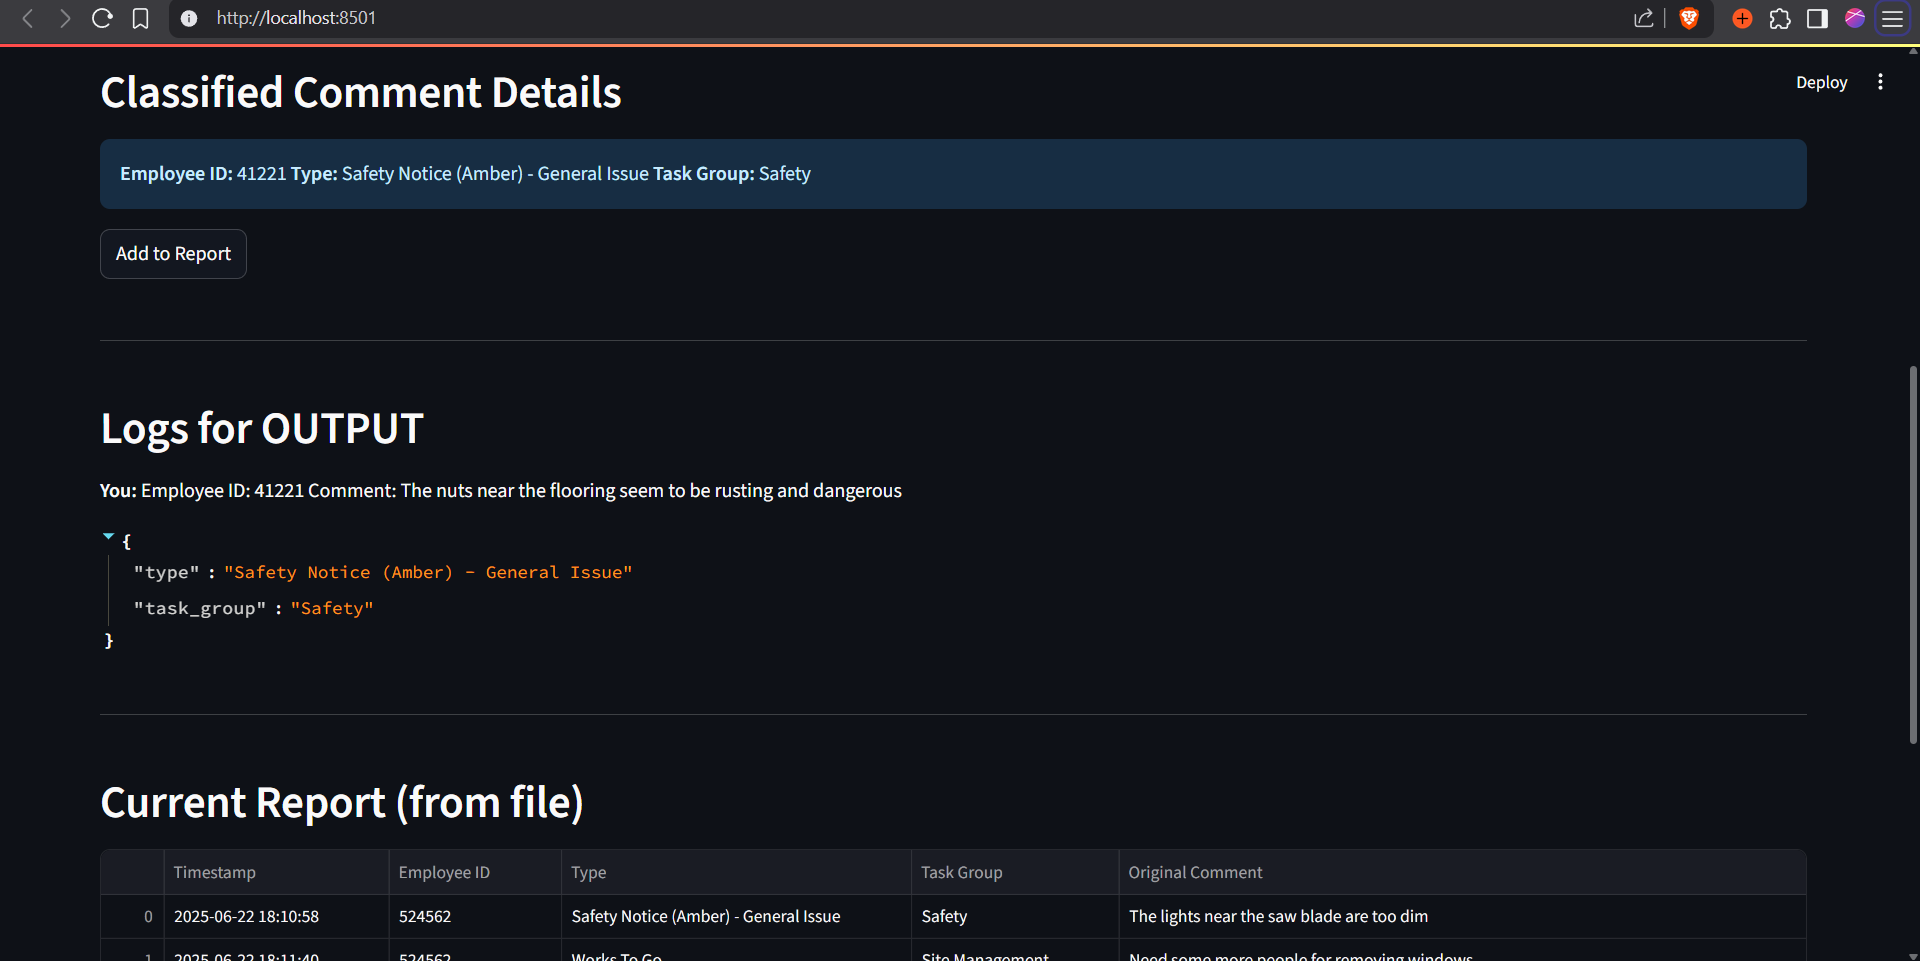 http://localhost:8501
Deploy
Classified Comment Details
Employee ID: 41221 Type: Safety Notice (Amber) - General Issue Task Group: Safety
Add to Report
Logs for OUTPUT
You: Employee ID: 41221 Comment: The nuts near the flooring seem to be rusting and dangerous
{
"type" : "Safety Notice (Amber) - General Issue"
"task_group" : "Safety"
}
Current Report (from file)
Timestamp Employee ID Type Task Group Original Comment
0 2025-06-22 18:10:58 524562 Safety Notice (Amber) - General Issue Safety The lights near the saw blade are too dim
1 2025-06-22 18:11:40 524562 Works To Go Site Management Need some more people for removing windows